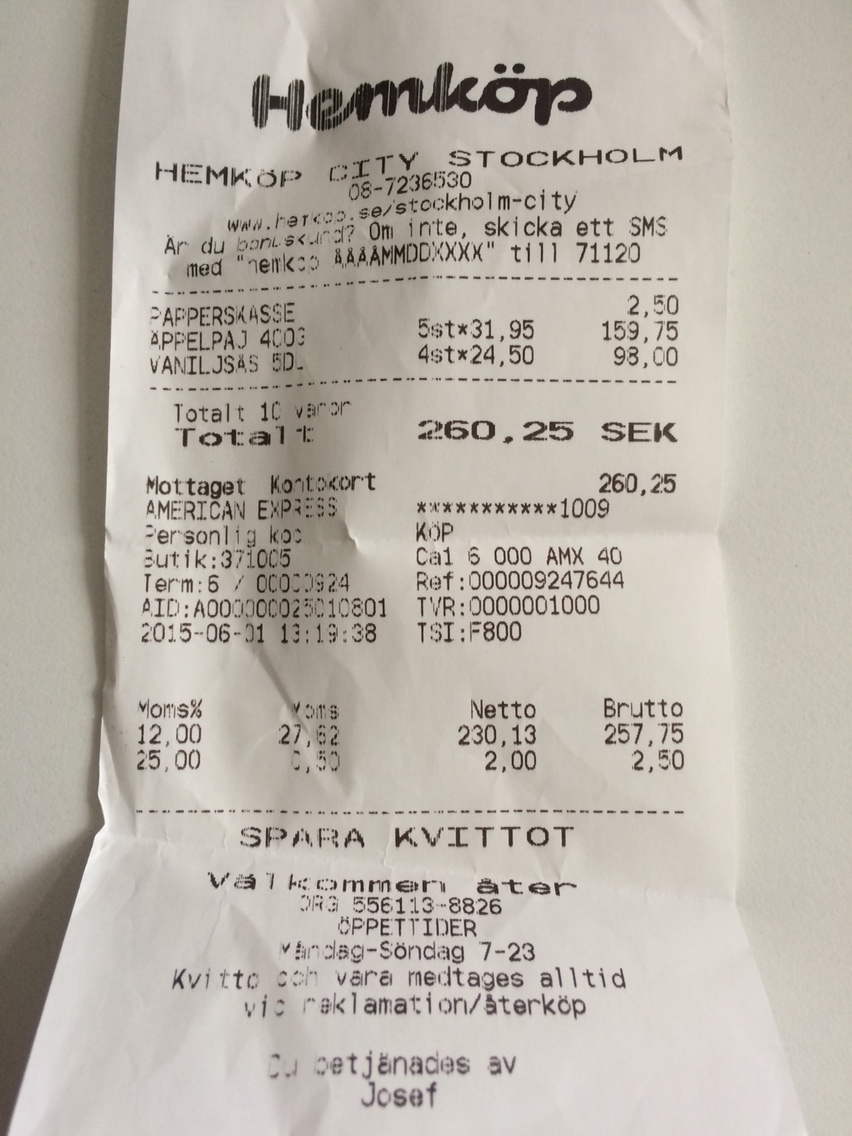 Hemköp
HEMKÖP CITY STOCKHOLM
08-7236530
www.hemkop.se/stockholm-city
Är du bonuskund? Om inte, skicka ett SMS
med "hemkop ÅÅÅÅMMDDXXXX" till 71120
PAPPERSKASSE 2,50
ÄPPELPAJ 400G 5st*31,95 159,75
VANILJSÅS 5DL 4st*24,50 98,00
Totalt 10 varor
Totalt 260,25 SEK
Mottaget Kontokort 260,25
AMERICAN EXPRESS ************1009
Personlig kod KÖP
Butik:371005 Ca1 6 000 AMX 40
Term:6 / 00000924 Ref:000009247644
AID:A000000025010801 TVR:0000001000
2015-06-01 13:19:38 TSI:F800
Moms% Moms Netto Brutto
12,00 27,62 230,13 257,75
25,00 0,50 2,00 2,50
SPARA KVITTOT
Välkommen åter
ORG 556113-8826
ÖPPETTIDER
Måndag-Söndag 7-23
Kvitto och vara medtages alltid
vid reklamation/återköp
Du betjänades av
Josef